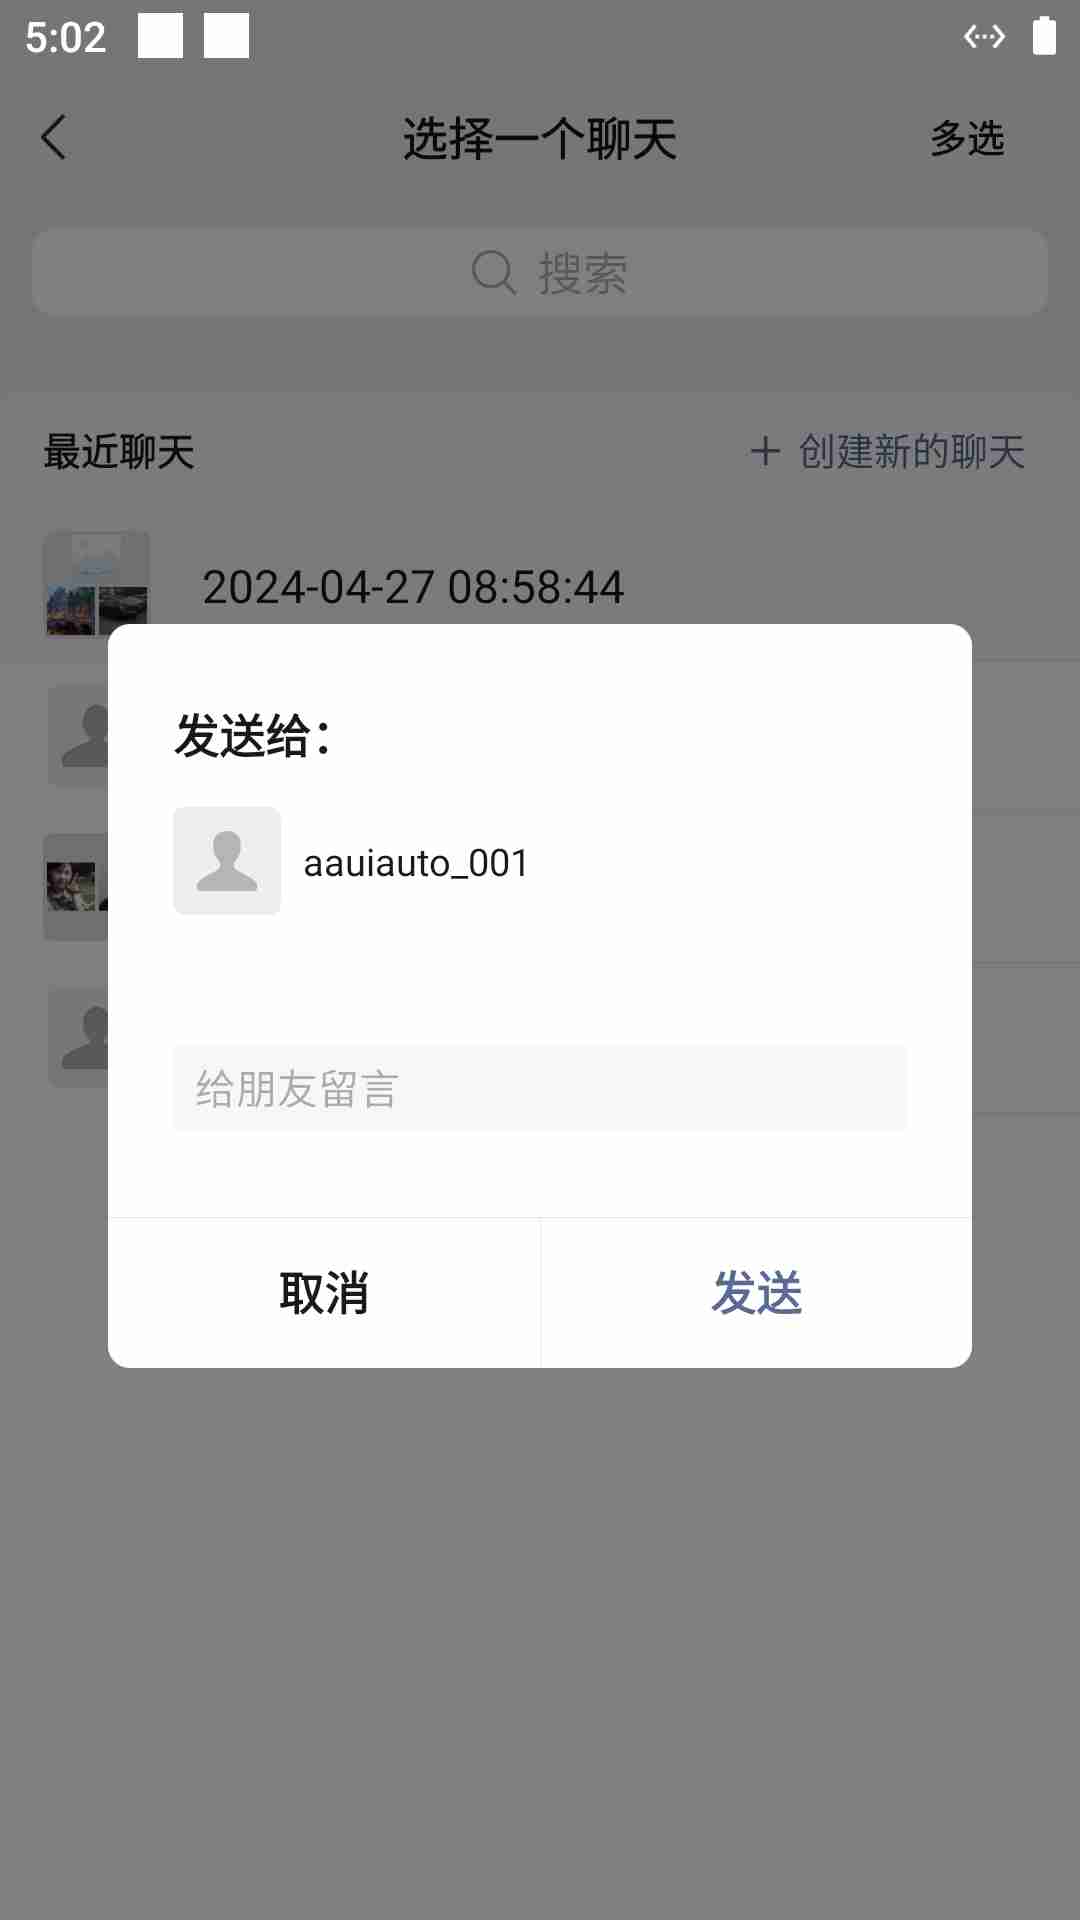 5:02
选择一个聊天
多选
搜索
最近聊天
创建新的聊天
2024-04-27 08:58:44
发送给：
aauiauto_001
给朋友留言
取消
发送